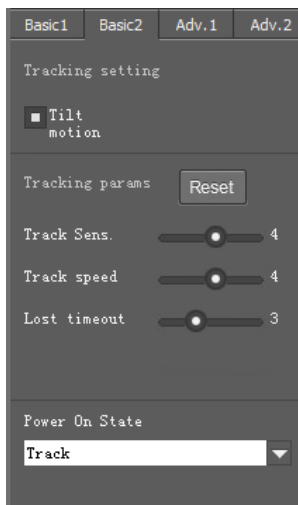 Basic1 Basic2 Adv.1 Adv.2
Tracking setting
Tilt
motion
Tracking params Reset
Track Sens. 4
Track speed 4
Lost timeout 3
Power On State
Track